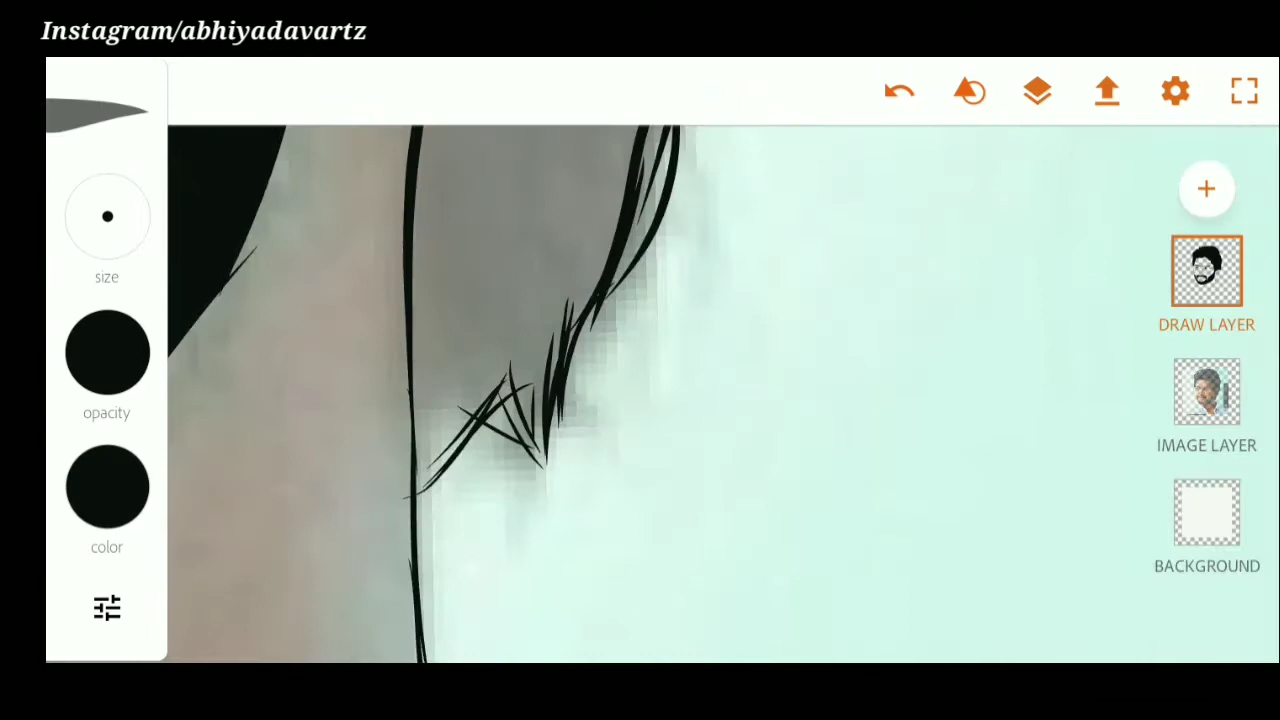 Instagram/abhiyadavartz
size
opacity
color
DRAW LAYER
IMAGE LAYER
BACKGROUND